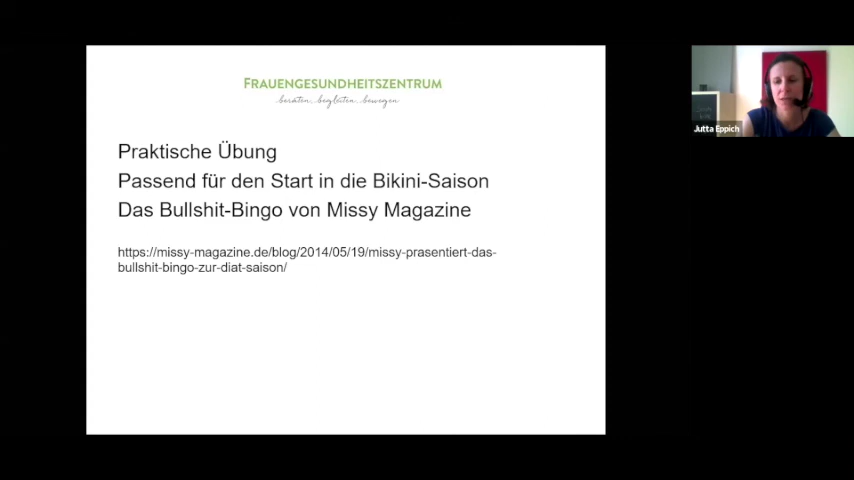 FRAUENGESUNDHEITSZENTRUM
beraten..begleiten..bewegen
Praktische Übung
Passend für den Start in die Bikini-Saison
Das Bullshit-Bingo von Missy Magazine
https://missy-magazine.de/blog/2014/05/19/missy-prasentiert-das-
bullshit-bingo-zur-diat-saison/
Jutta Eppich